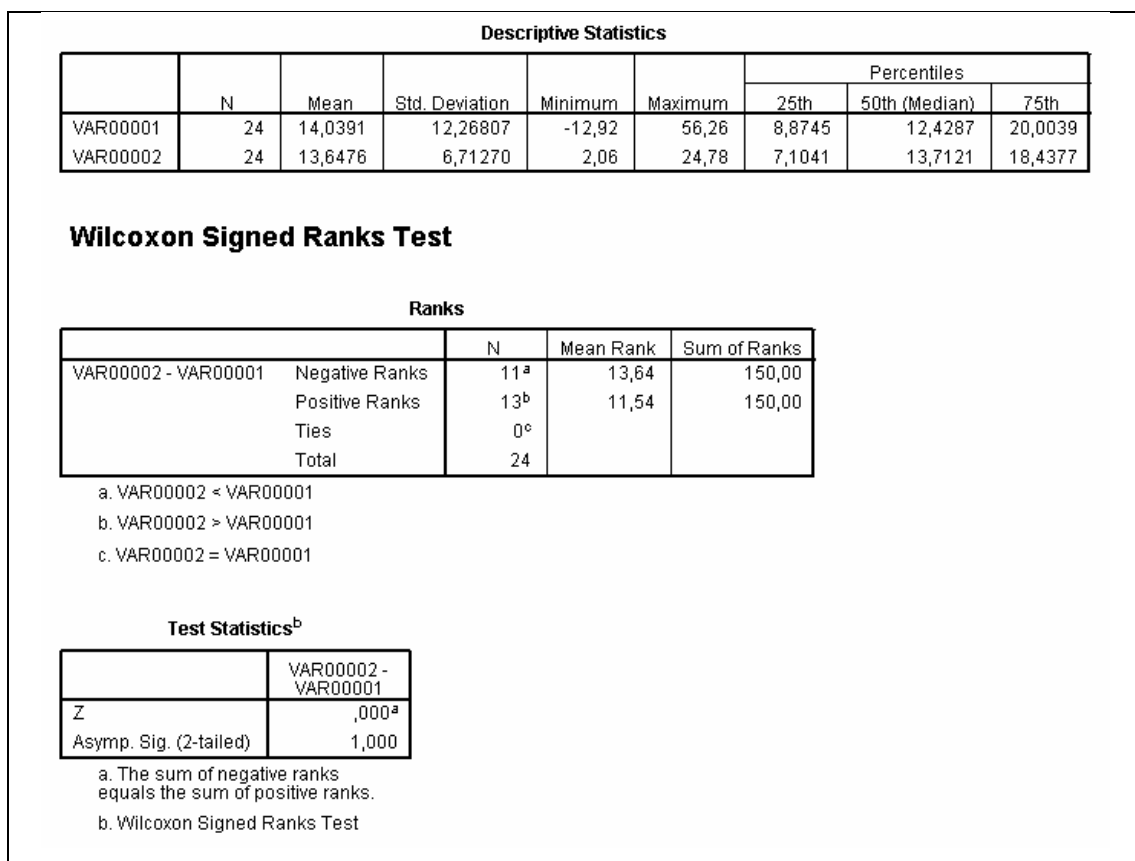 Descriptive Statistics
Percentiles
N Mean Std. Deviation Minimum Maximum 25th 50th (Median) 75th
VAR00001 24 14,0391 12,26807 -12,92 56,26 8,8745 12,4287 20,0039
VAR00002 24 13,6476 6,71270 2,06 24,78 7,1041 13,7121 18,4377
Wilcoxon Signed Ranks Test
Ranks
N Mean Rank Sum of Ranks
VAR00002 - VAR00001 Negative Ranks 11a 13,64 150,00
Positive Ranks 13b 11,54 150,00
Ties 0c
Total 24
a. VAR00002 < VAR00001
b. VAR00002 > VAR00001
c. VAR00002 = VAR00001
Test Statisticsb
VAR00002 -
VAR00001
Z ,000a
Asymp. Sig. (2-tailed) 1,000
a. The sum of negative ranks
equals the sum of positive ranks.
b. Wilcoxon Signed Ranks Test